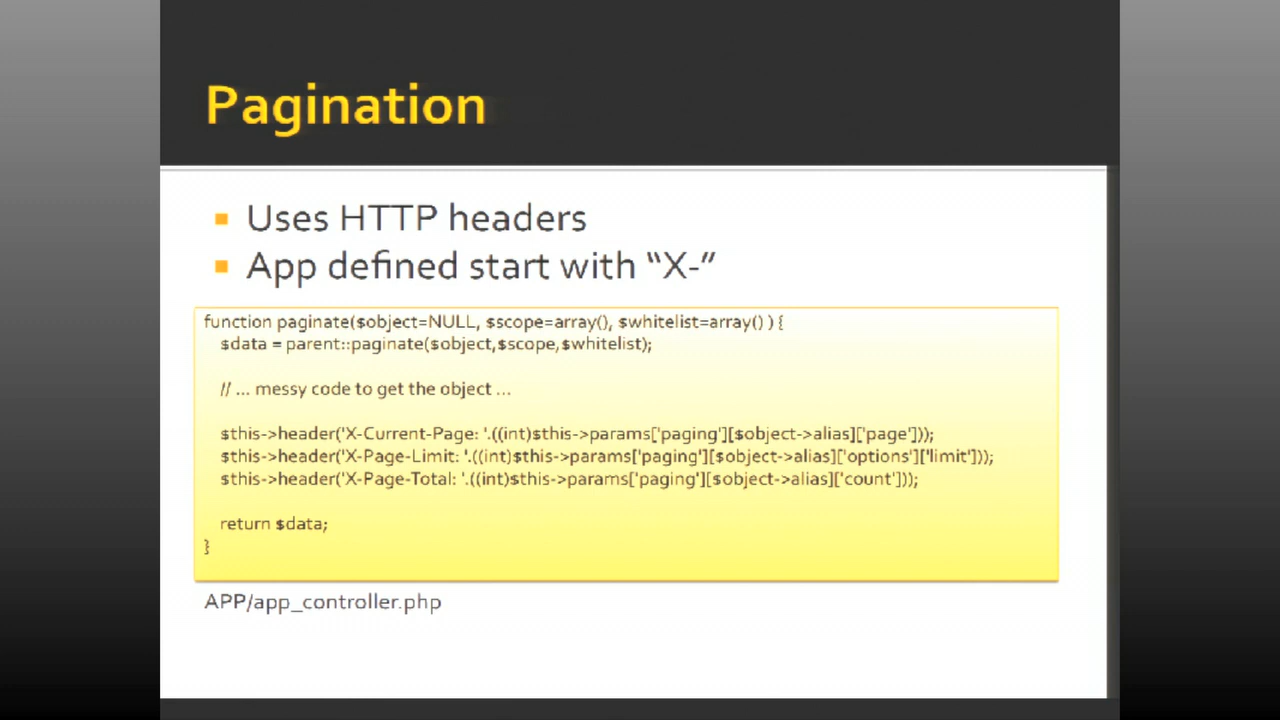 Pagination
Uses HTTP headers
App defined start with “X-”
function paginate($object=NULL, $scope=array(), $whitelist=array() ) {
$data = parent::paginate($object,$scope,$whitelist);
// ... messy code to get the object ...
$this->header('X-Current-Page: '.((int)$this->params['paging'][$object->alias]['page']));
$this->header('X-Page-Limit: '.((int)$this->params['paging'][$object->alias]['options']['limit']));
$this->header('X-Page-Total: '.((int)$this->params['paging'][$object->alias]['count']));
return $data;
}
APP/app_controller.php